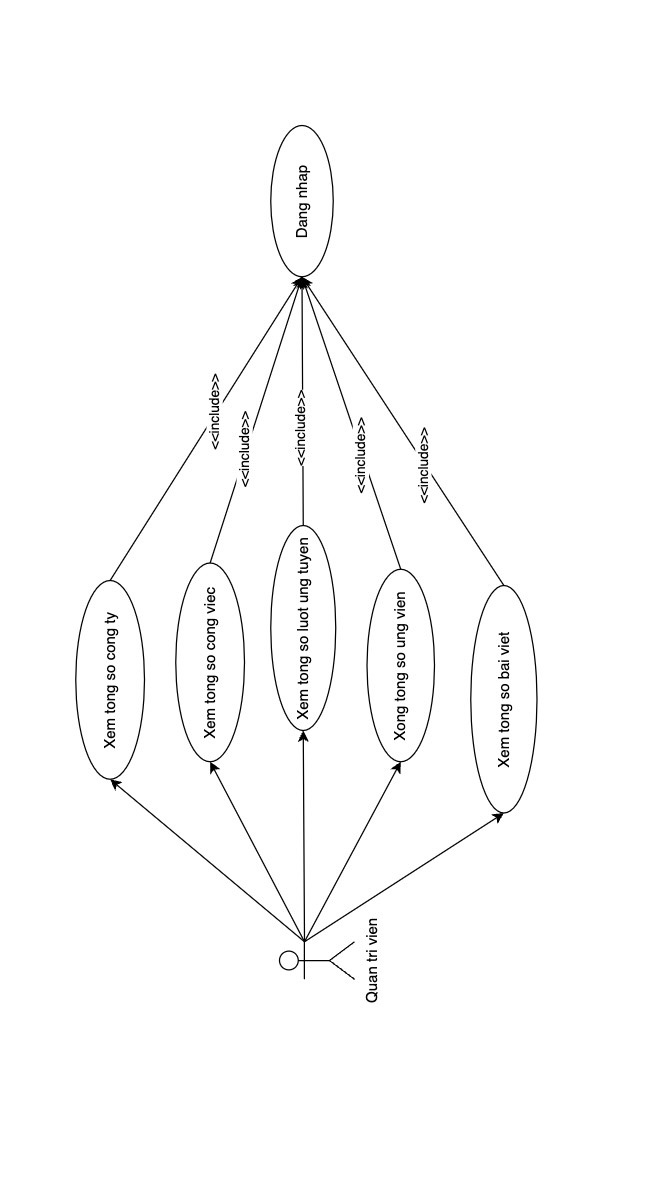 Quan tri vien
Xem tong so cong ty
Xem tong so cong viec
Xem tong so luot ung tuyen
Xong tong so ung vien
Xem tong so bai viet
<<include>>
<<include>>
<<include>>
<<include>>
<<include>>
Dang nhap